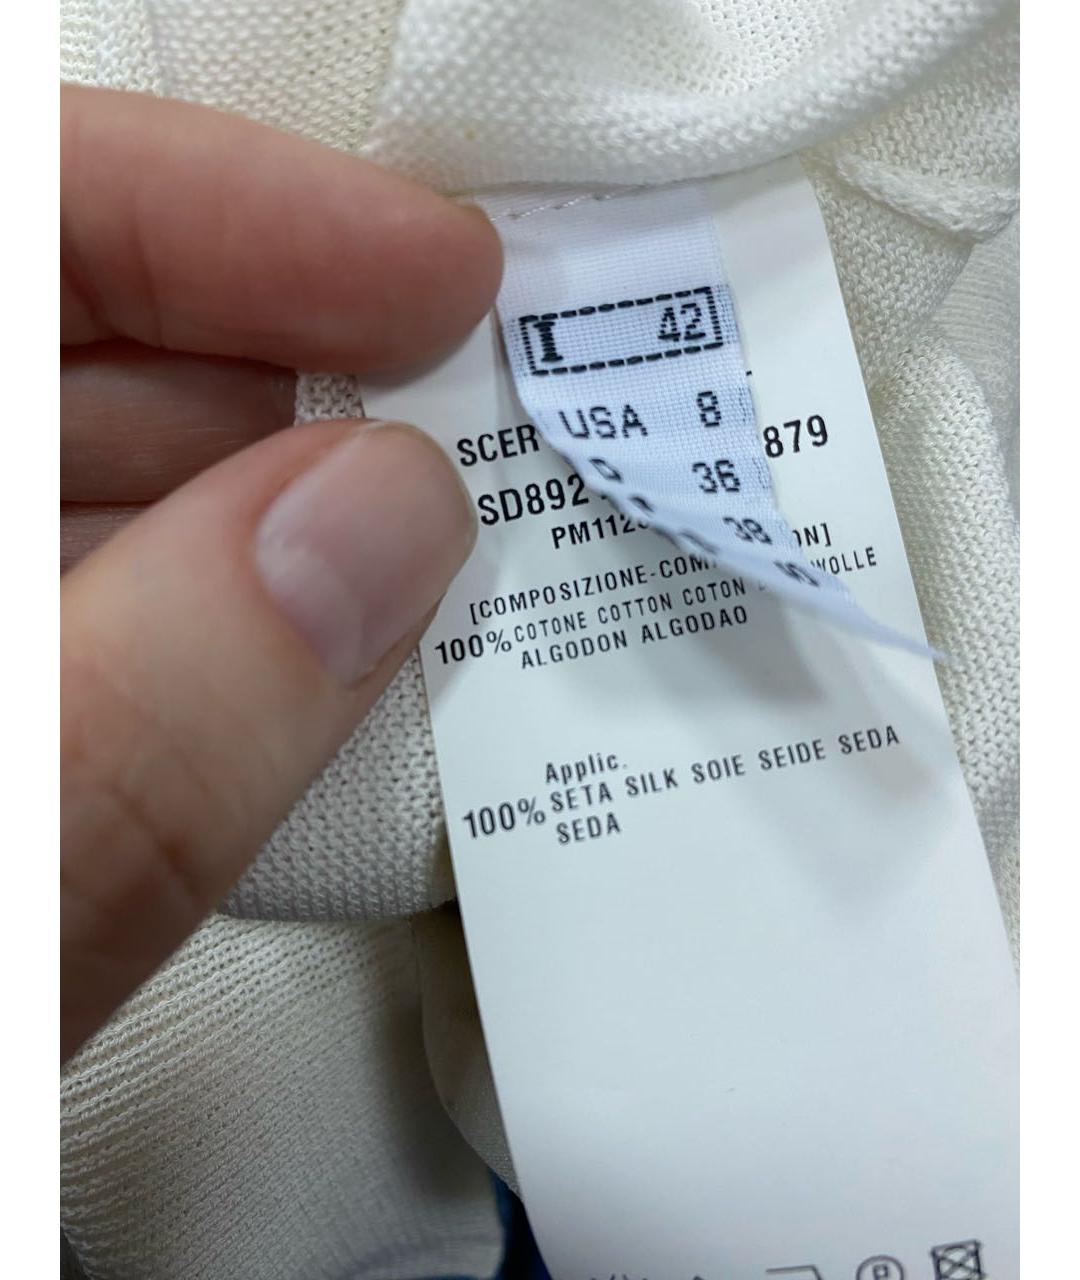 I 42
USA 8
D 36
38
SCER 879
SD892
PM112
[COMPOSIZIONE-COM ON]
100% COTONE COTTON COTON WOLLE
ALGODON ALGODAO
Applic.
100% SETA SILK SOIE SEIDE SEDA
SEDA